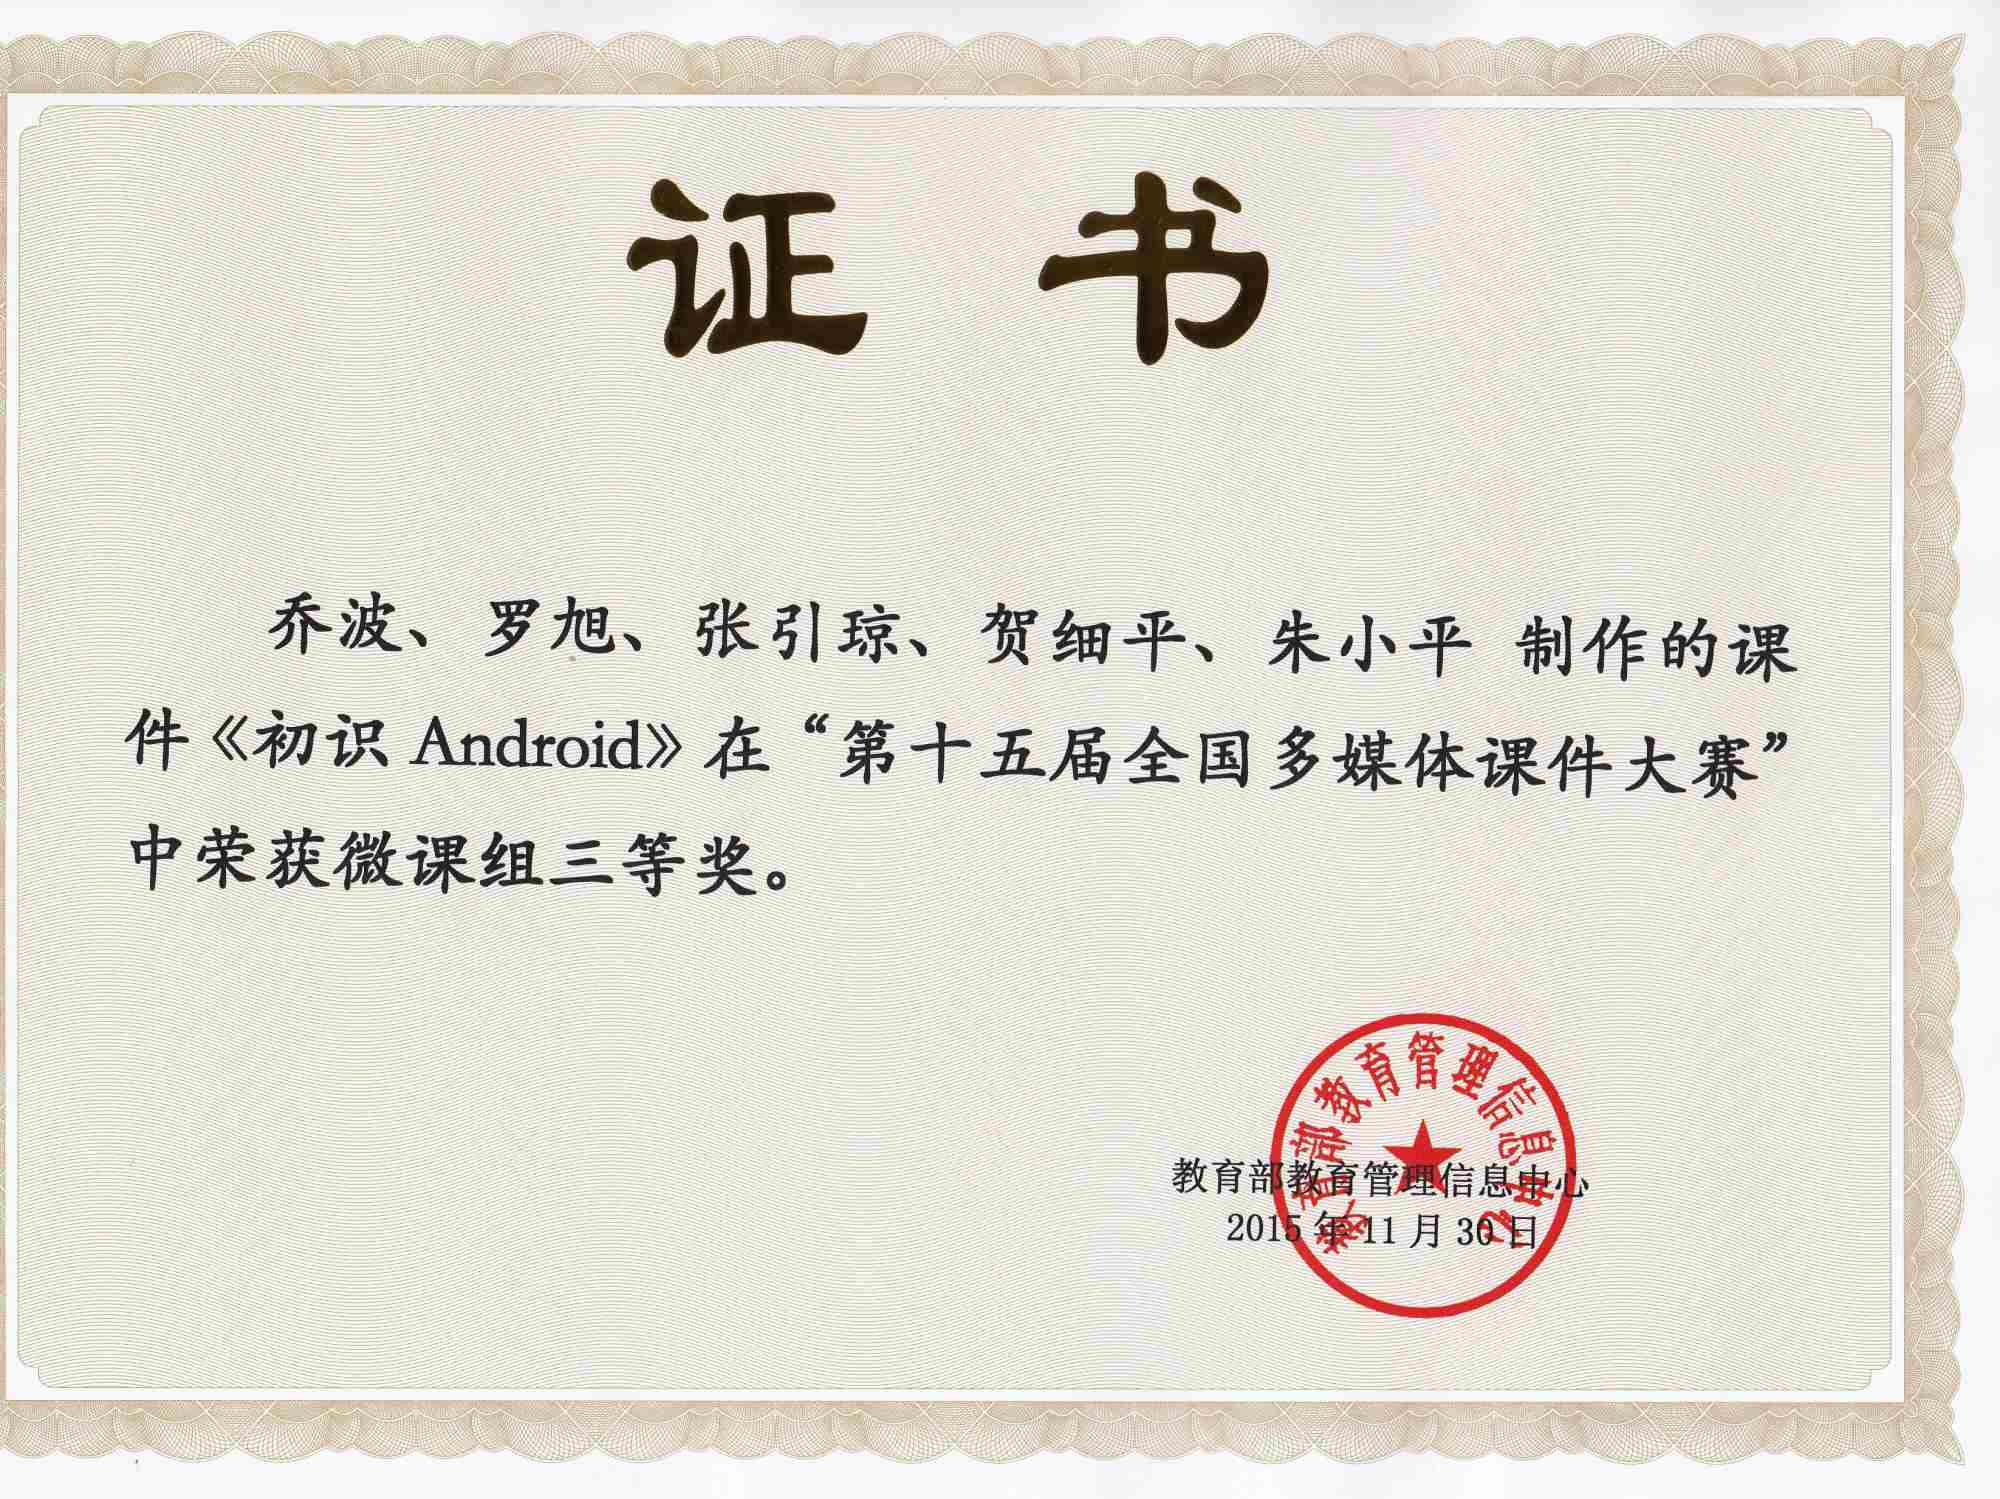 证书
乔波、罗旭、张引琼、贺细平、朱小平 制作的课
件《初识 Android》在“第十五届全国多媒体课件大赛”
中荣获微课组三等奖。
教育部教育管理信息中心
教育部教育管理信息中心
2015 年 11 月 30 日